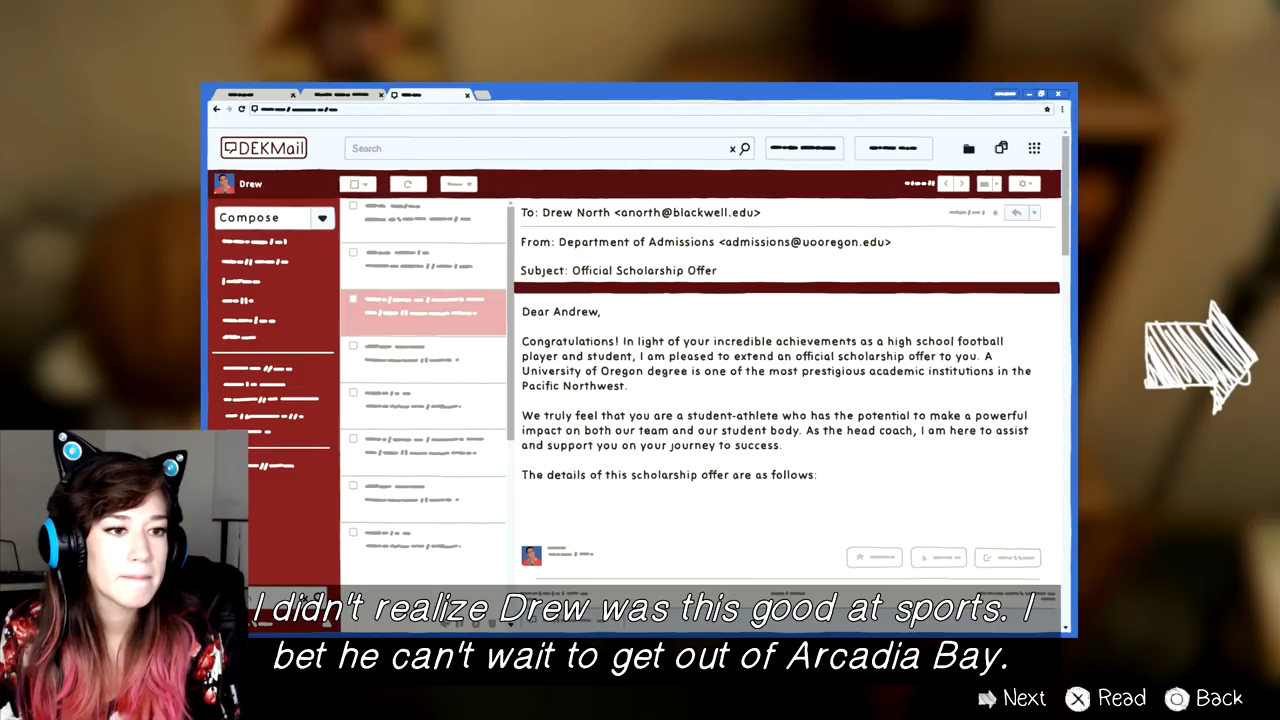 DEKMail
Search
x
Drew
Compose
To: Drew North <anorth@blackwell.edu>
From: Department of Admissions <admissions@uooregon.edu>
Subject: Official Scholarship Offer
Dear Andrew,
Congratulations! In light of your incredible achievements as a high school football
player and student, I am pleased to extend an official scholarship offer to you. A
University of Oregon degree is one of the most prestigious academic institutions in the
Pacific Northwest.
We truly feel that you are a student-athlete who has the potential to make a powerful
impact on both our team and our student body. As the head coach, I am here to assist
and support you on your journey to success.
The details of this scholarship offer are as follows:
I didn't realize Drew was this good at sports. I
bet he can't wait to get out of Arcadia Bay.
Next X Read Back